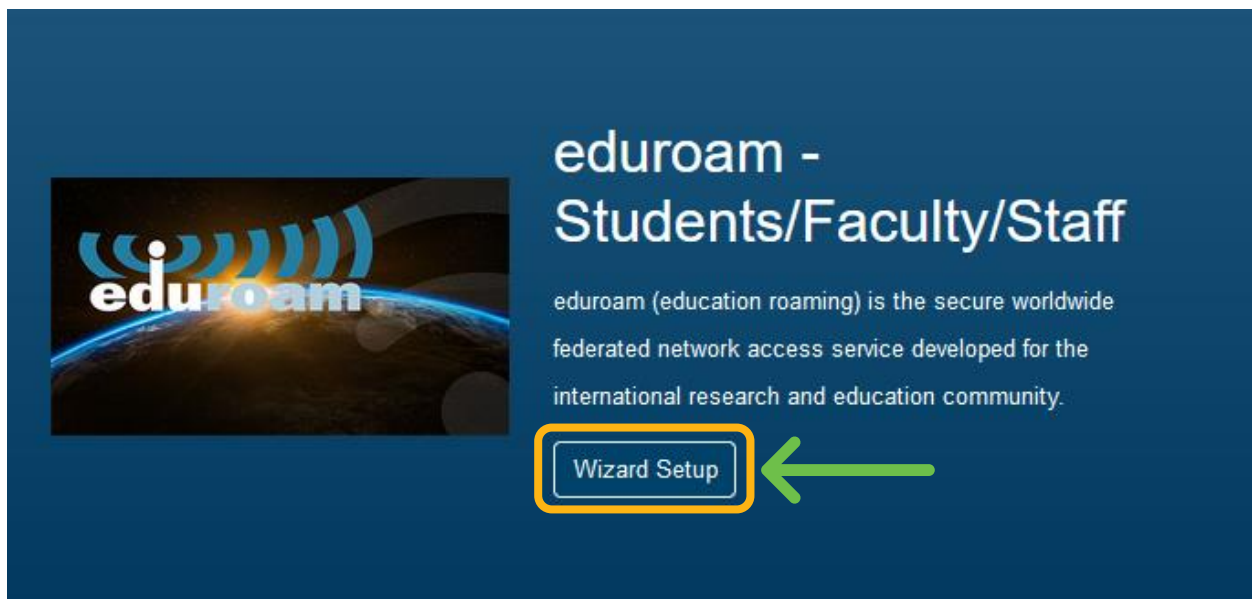 eduroam
eduroam -
Students/Faculty/Staff
eduroam (education roaming) is the secure worldwide
federated network access service developed for the
international research and education community.
Wizard Setup